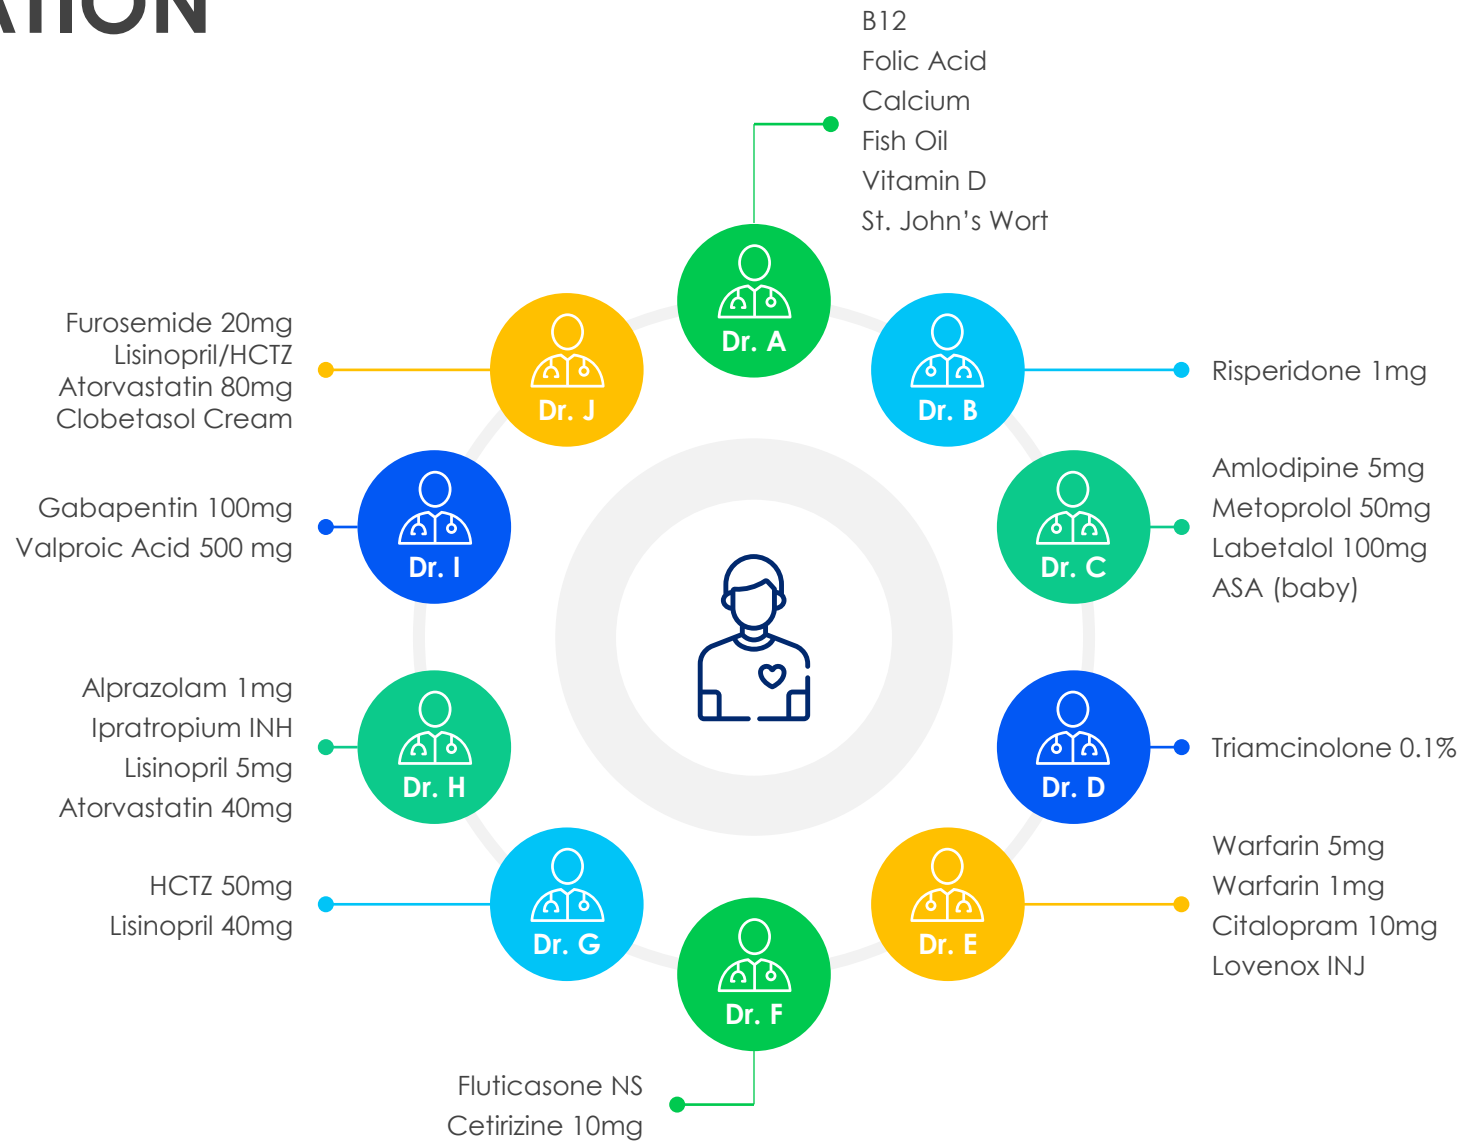 B12
Folic Acid
Calcium
Fish Oil
Vitamin D
St. John’s Wort
Dr. A
Furosemide 20mg
Lisinopril/HCTZ
Atorvastatin 80mg
Clobetasol Cream
Dr. J
Dr. B
Risperidone 1mg
Gabapentin 100mg
Valproic Acid 500 mg
Dr. I
Dr. C
Amlodipine 5mg
Metoprolol 50mg
Labetalol 100mg
ASA (baby)
Alprazolam 1mg
Ipratropium INH
Lisinopril 5mg
Atorvastatin 40mg
Dr. H
Dr. D
Triamcinolone 0.1%
HCTZ 50mg
Lisinopril 40mg
Dr. G
Dr. E
Warfarin 5mg
Warfarin 1mg
Citalopram 10mg
Lovenox INJ
Dr. F
Fluticasone NS
Cetirizine 10mg